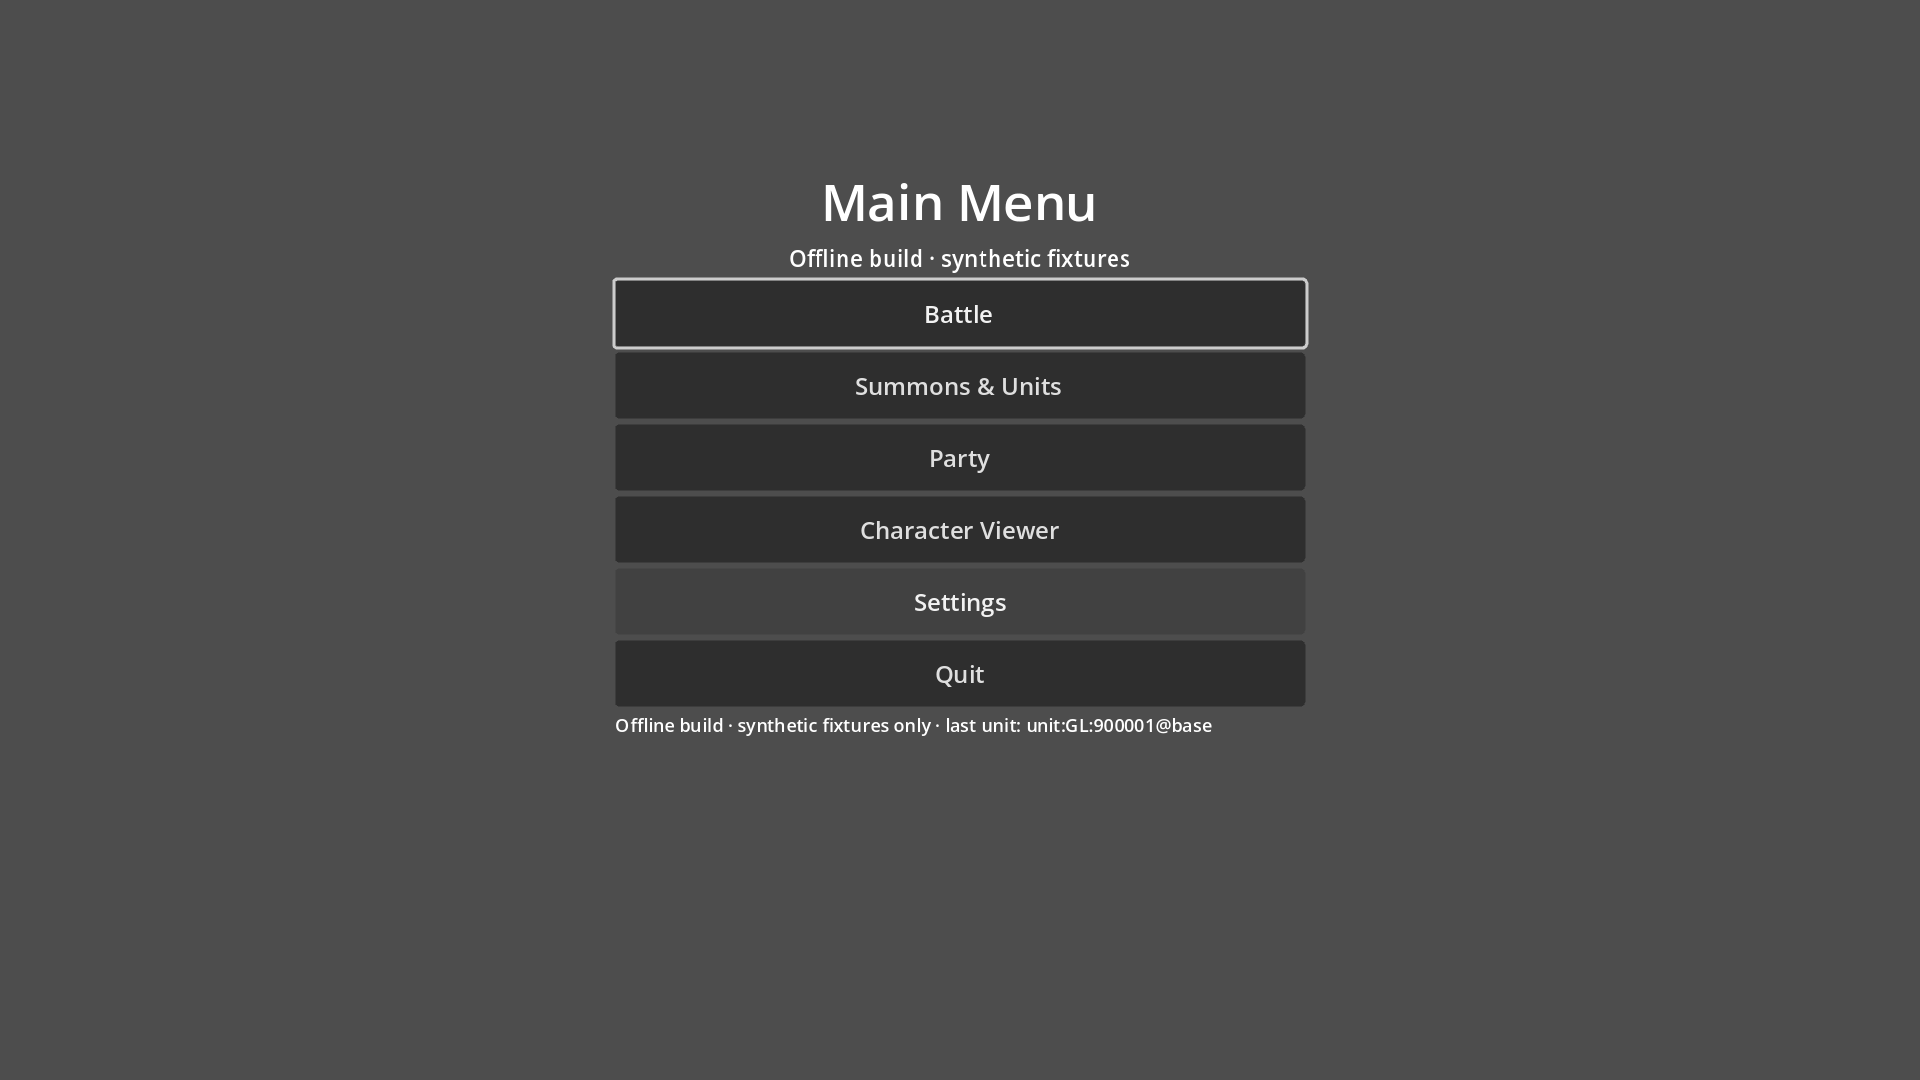 Main Menu
Offline build · synthetic fixtures
Battle
Summons & Units
Party
Character Viewer
Settings
Quit
Offline build · synthetic fixtures only · last unit: unit:GL:900001@base